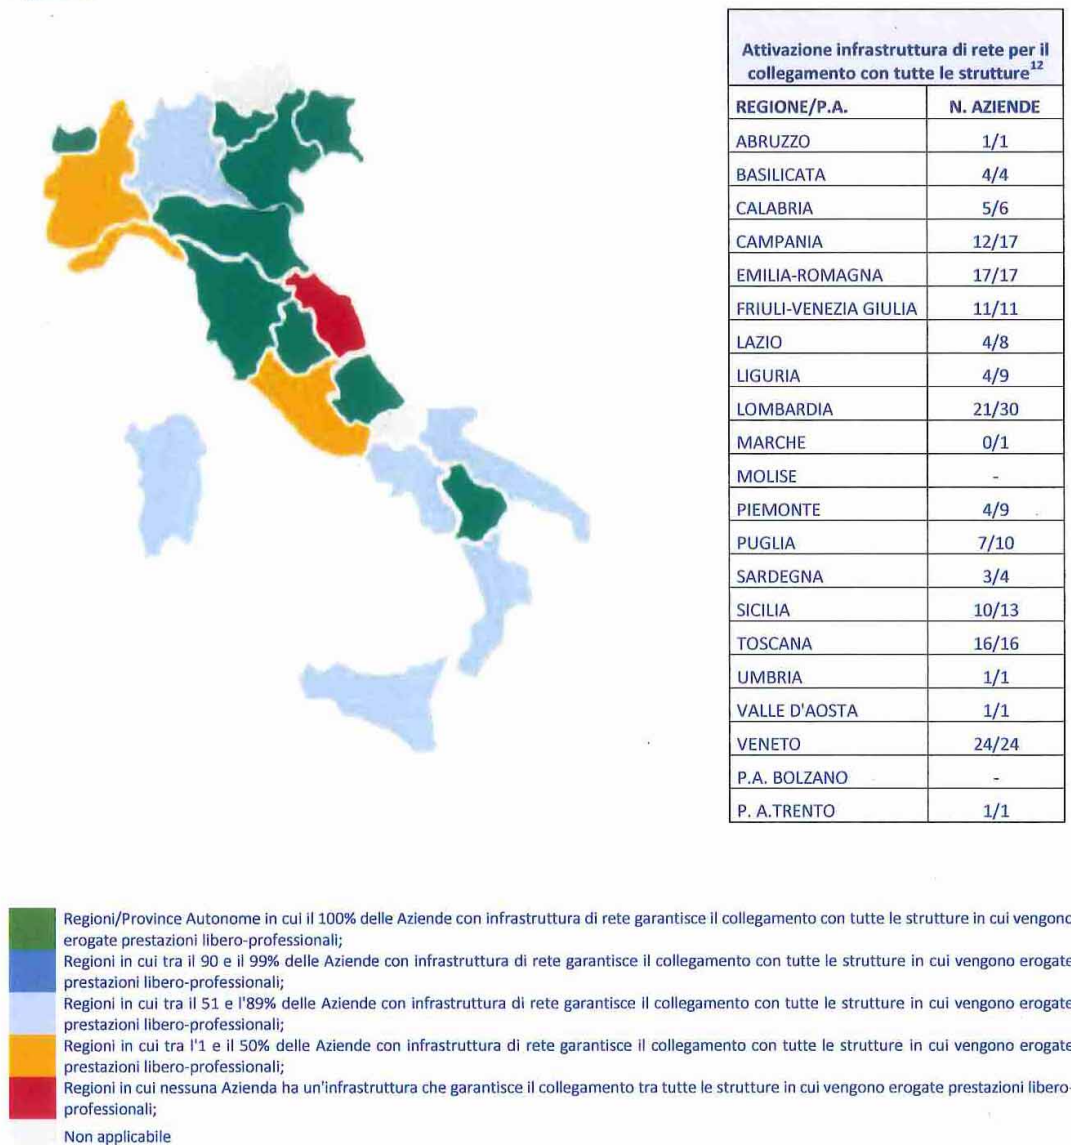 Attivazione infrastruttura di rete per il
collegamento con tutte le strutture12
REGIONE/P.A. N. AZIENDE
ABRUZZO 1/1
BASILICATA 4/4
CALABRIA 5/6
CAMPANIA 12/17
EMILIA-ROMAGNA 17/17
FRIULI-VENEZIA GIULIA 11/11
LAZIO 4/8
LIGURIA 4/9
LOMBARDIA 21/30
MARCHE 0/1
MOLISE -
PIEMONTE 4/9
PUGLIA 7/10
SARDEGNA 3/4
SICILIA 10/13
TOSCANA 16/16
UMBRIA 1/1
VALLE D'AOSTA 1/1
VENETO 24/24
P.A. BOLZANO -
P. A.TRENTO 1/1
Regioni/Province Autonome in cui il 100% delle Aziende con infrastruttura di rete garantisce il collegamento con tutte le strutture in cui vengono
erogate prestazioni libero-professionali;
Regioni in cui tra il 90 e il 99% delle Aziende con infrastruttura di rete garantisce il collegamento con tutte le strutture in cui vengono erogate
prestazioni libero-professionali;
Regioni in cui tra il 51 e l'89% delle Aziende con infrastruttura di rete garantisce il collegamento con tutte le strutture in cui vengono erogate
prestazioni libero-professionali;
Regioni in cui tra l'1 e il 50% delle Aziende con infrastruttura di rete garantisce il collegamento con tutte le strutture in cui vengono erogate
prestazioni libero-professionali;
Regioni in cui nessuna Azienda ha un'infrastruttura che garantisce il collegamento tra tutte le strutture in cui vengono erogate prestazioni libero-
professionali;
Non applicabile